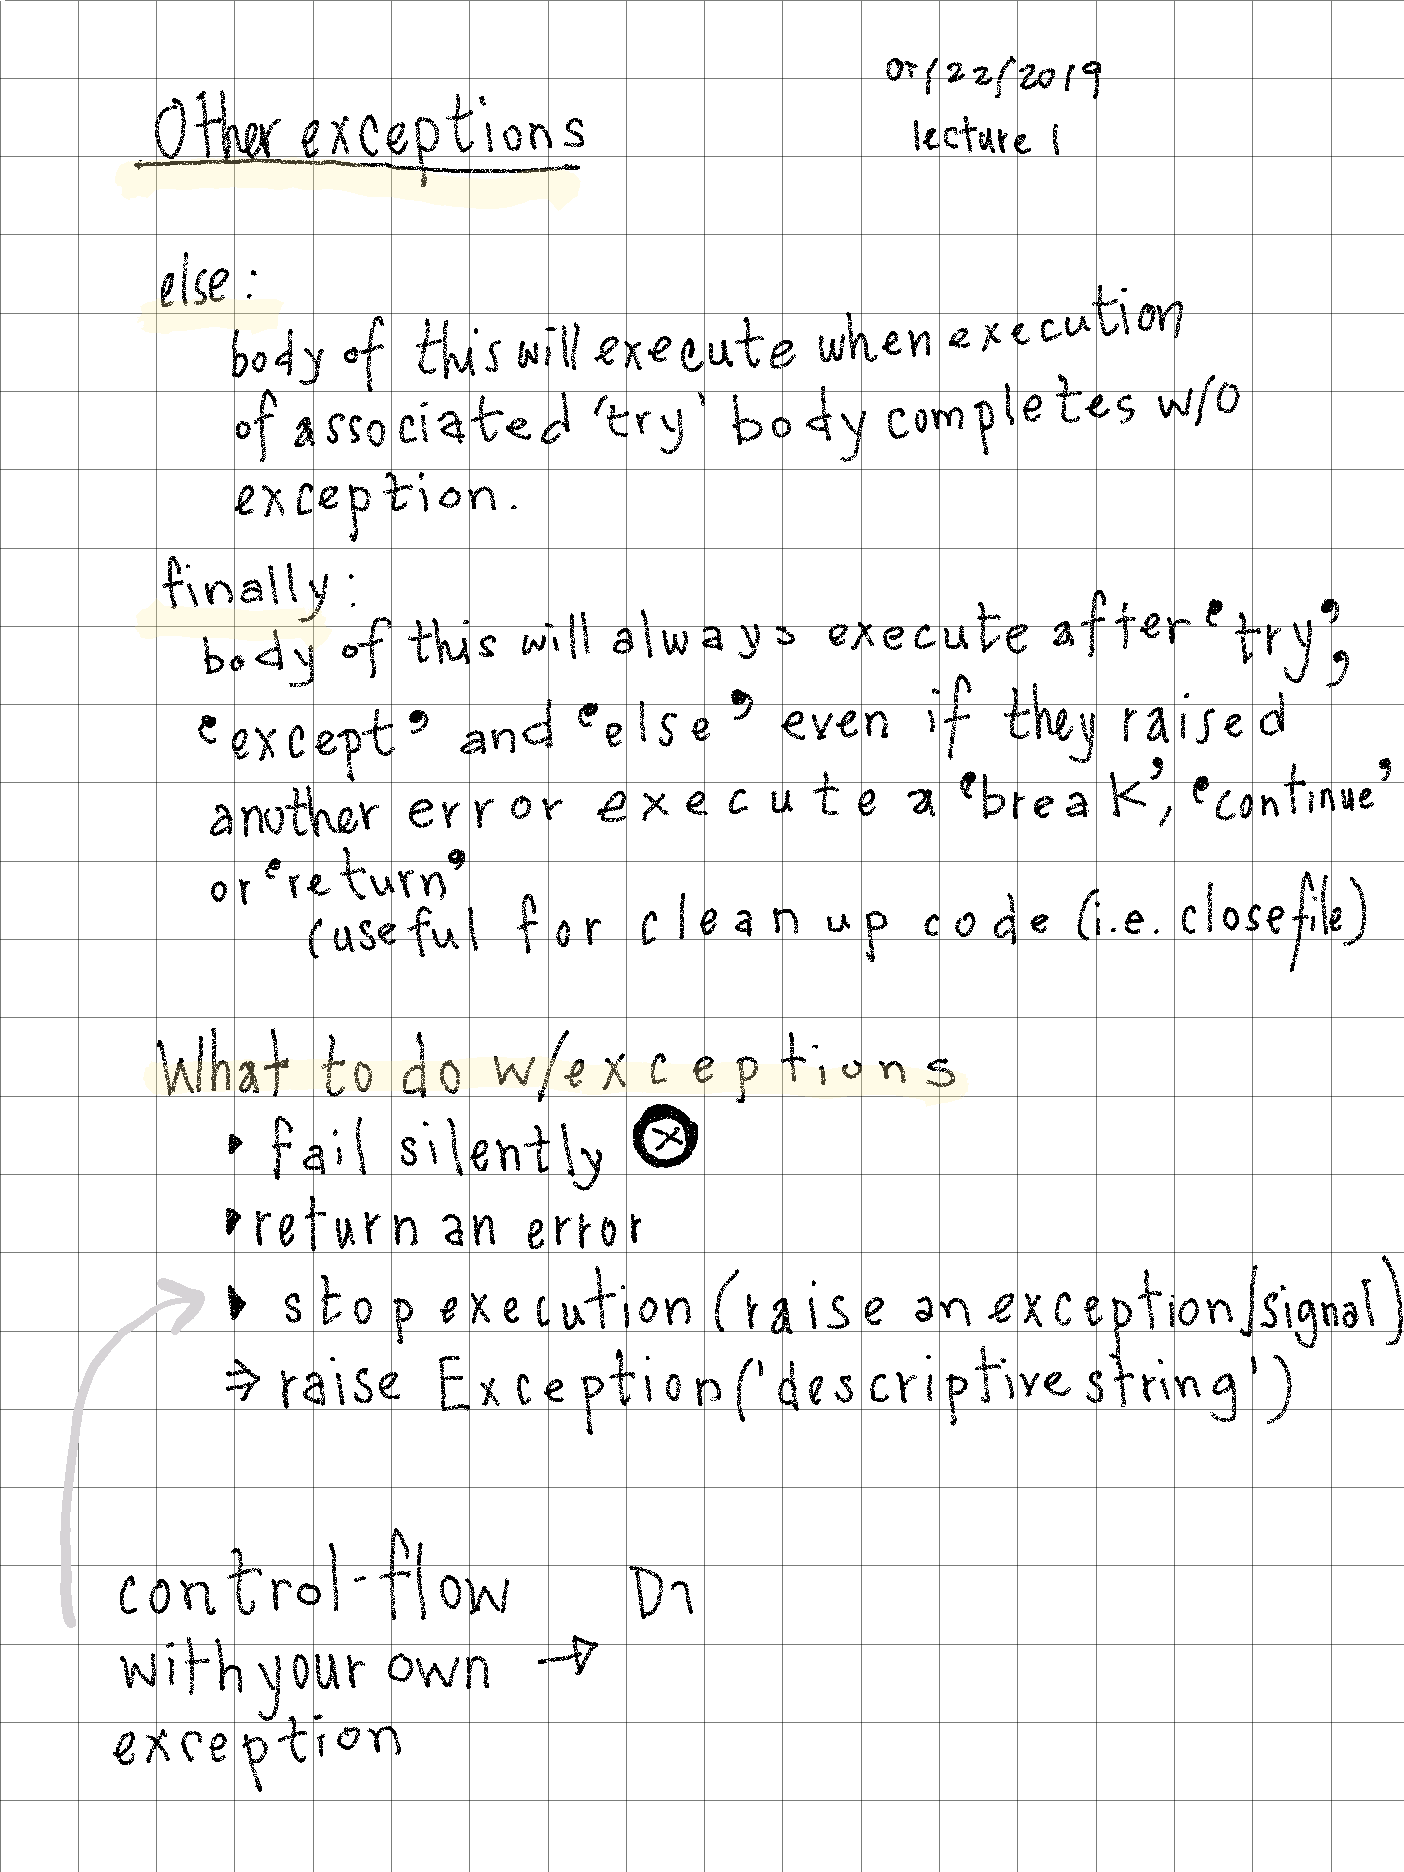 07/22/2019
lecture 1
Other exceptions
else:
body of this will execute when execution
of associated 'try' body completes w/o
exception.
finally:
body of this will always execute after 'try',
'except' and 'else' even if they raised
another error execute a 'break', 'continue'
or 'return'
(useful for clean up code (i.e. close file)
What to do w/exceptions
• fail silently ⓧ
• return an error
• stop execution (raise an exception/signal)
⇒ raise Exception('descriptive string')
control-flow
with your own →
exception